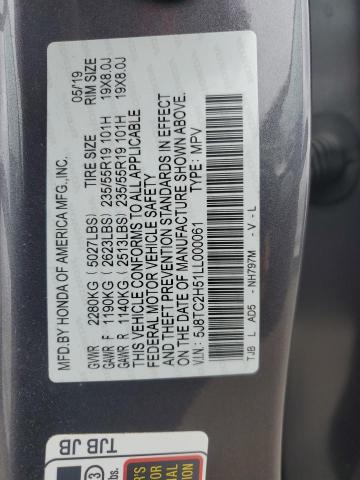 MFD.BY HONDA OF AMERICA MFG.,INC. 05/19
TIRE SIZE RIM SIZE
GVWR 2280KG (5027LBS)
GAWR F 1190KG (2623LBS) 235/55R19 101H 19X8.0J
GAWR R 1140KG (2513LBS) 235/55R19 101H 19X8.0J
THIS VEHICLE CONFORMS TO ALL APPLICABLE
FEDERAL MOTOR VEHICLE SAFETY
AND THEFT PREVENTION STANDARDS IN EFFECT
ON THE DATE OF MANUFACTURE SHOWN ABOVE.
V.I.N.: 5J8TC2H51LL000061 TYPE: MPV
TJB L AD5 - NH797M - V - L
TJB JB